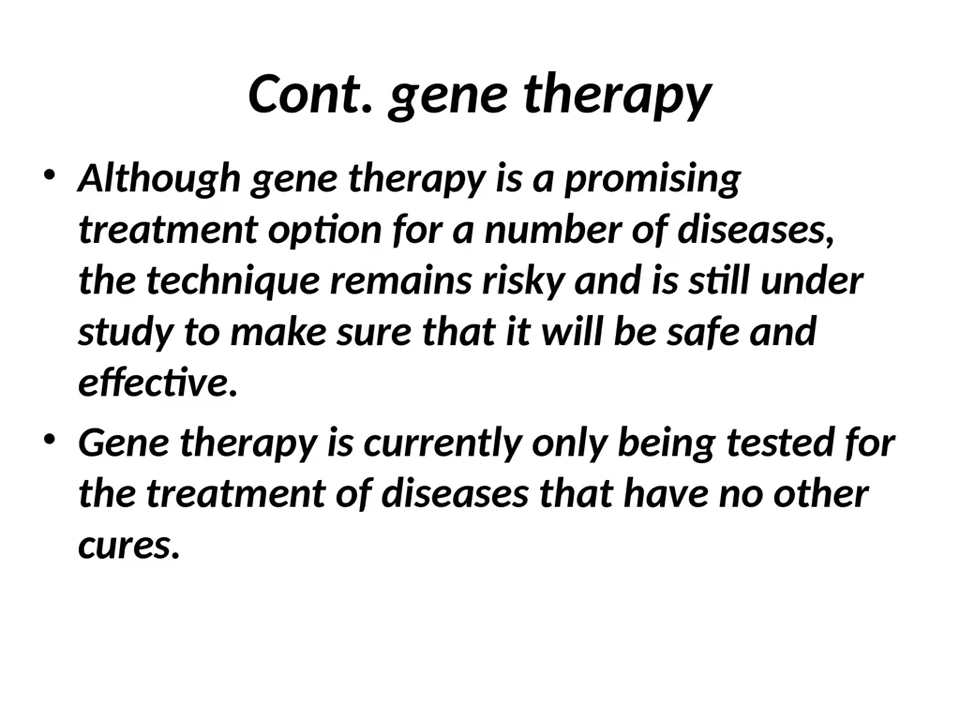 Cont. gene therapy
• Although gene therapy is a promising
treatment option for a number of diseases,
the technique remains risky and is still under
study to make sure that it will be safe and
effective.
• Gene therapy is currently only being tested for
the treatment of diseases that have no other
cures.